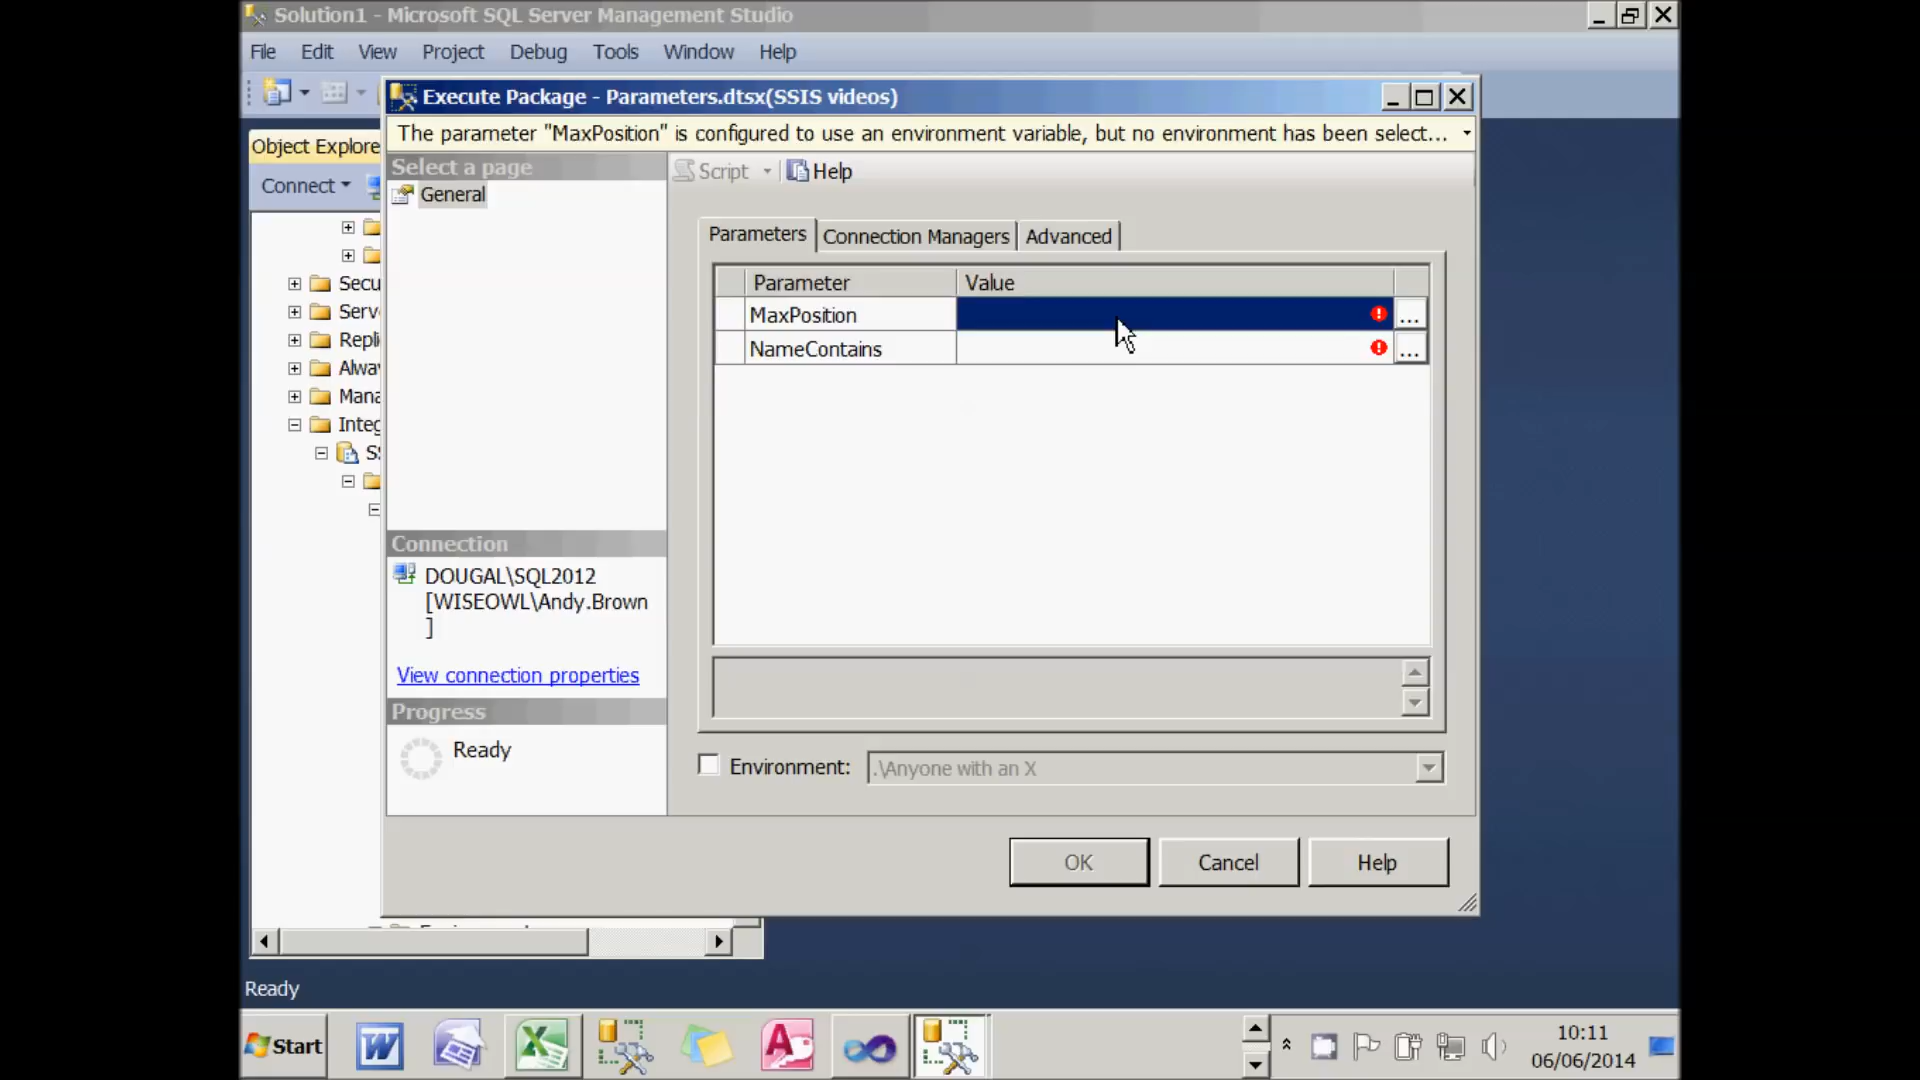 Solution1 - Microsoft SQL Server Management Studio
File Edit View Project Debug Tools Window Help
Execute Package - Parameters.dtsx(SSIS videos)
The parameter "MaxPosition" is configured to use an environment variable, but no environment has been select...
Object Explore
Select a page
Script Help
Connect
General
Parameters Connection Managers Advanced
Parameter Value
Secu
MaxPosition ...
Serv
Repli
NameContains ...
Alwa
Mana
Integ
SS
Connection
DOUGAL\SQL2012
[WISEOWL\Andy.Brown
]
View connection properties
Progress
Ready
Environment: .\Anyone with an X
OK Cancel Help
Ready
Start
10:11
06/06/2014